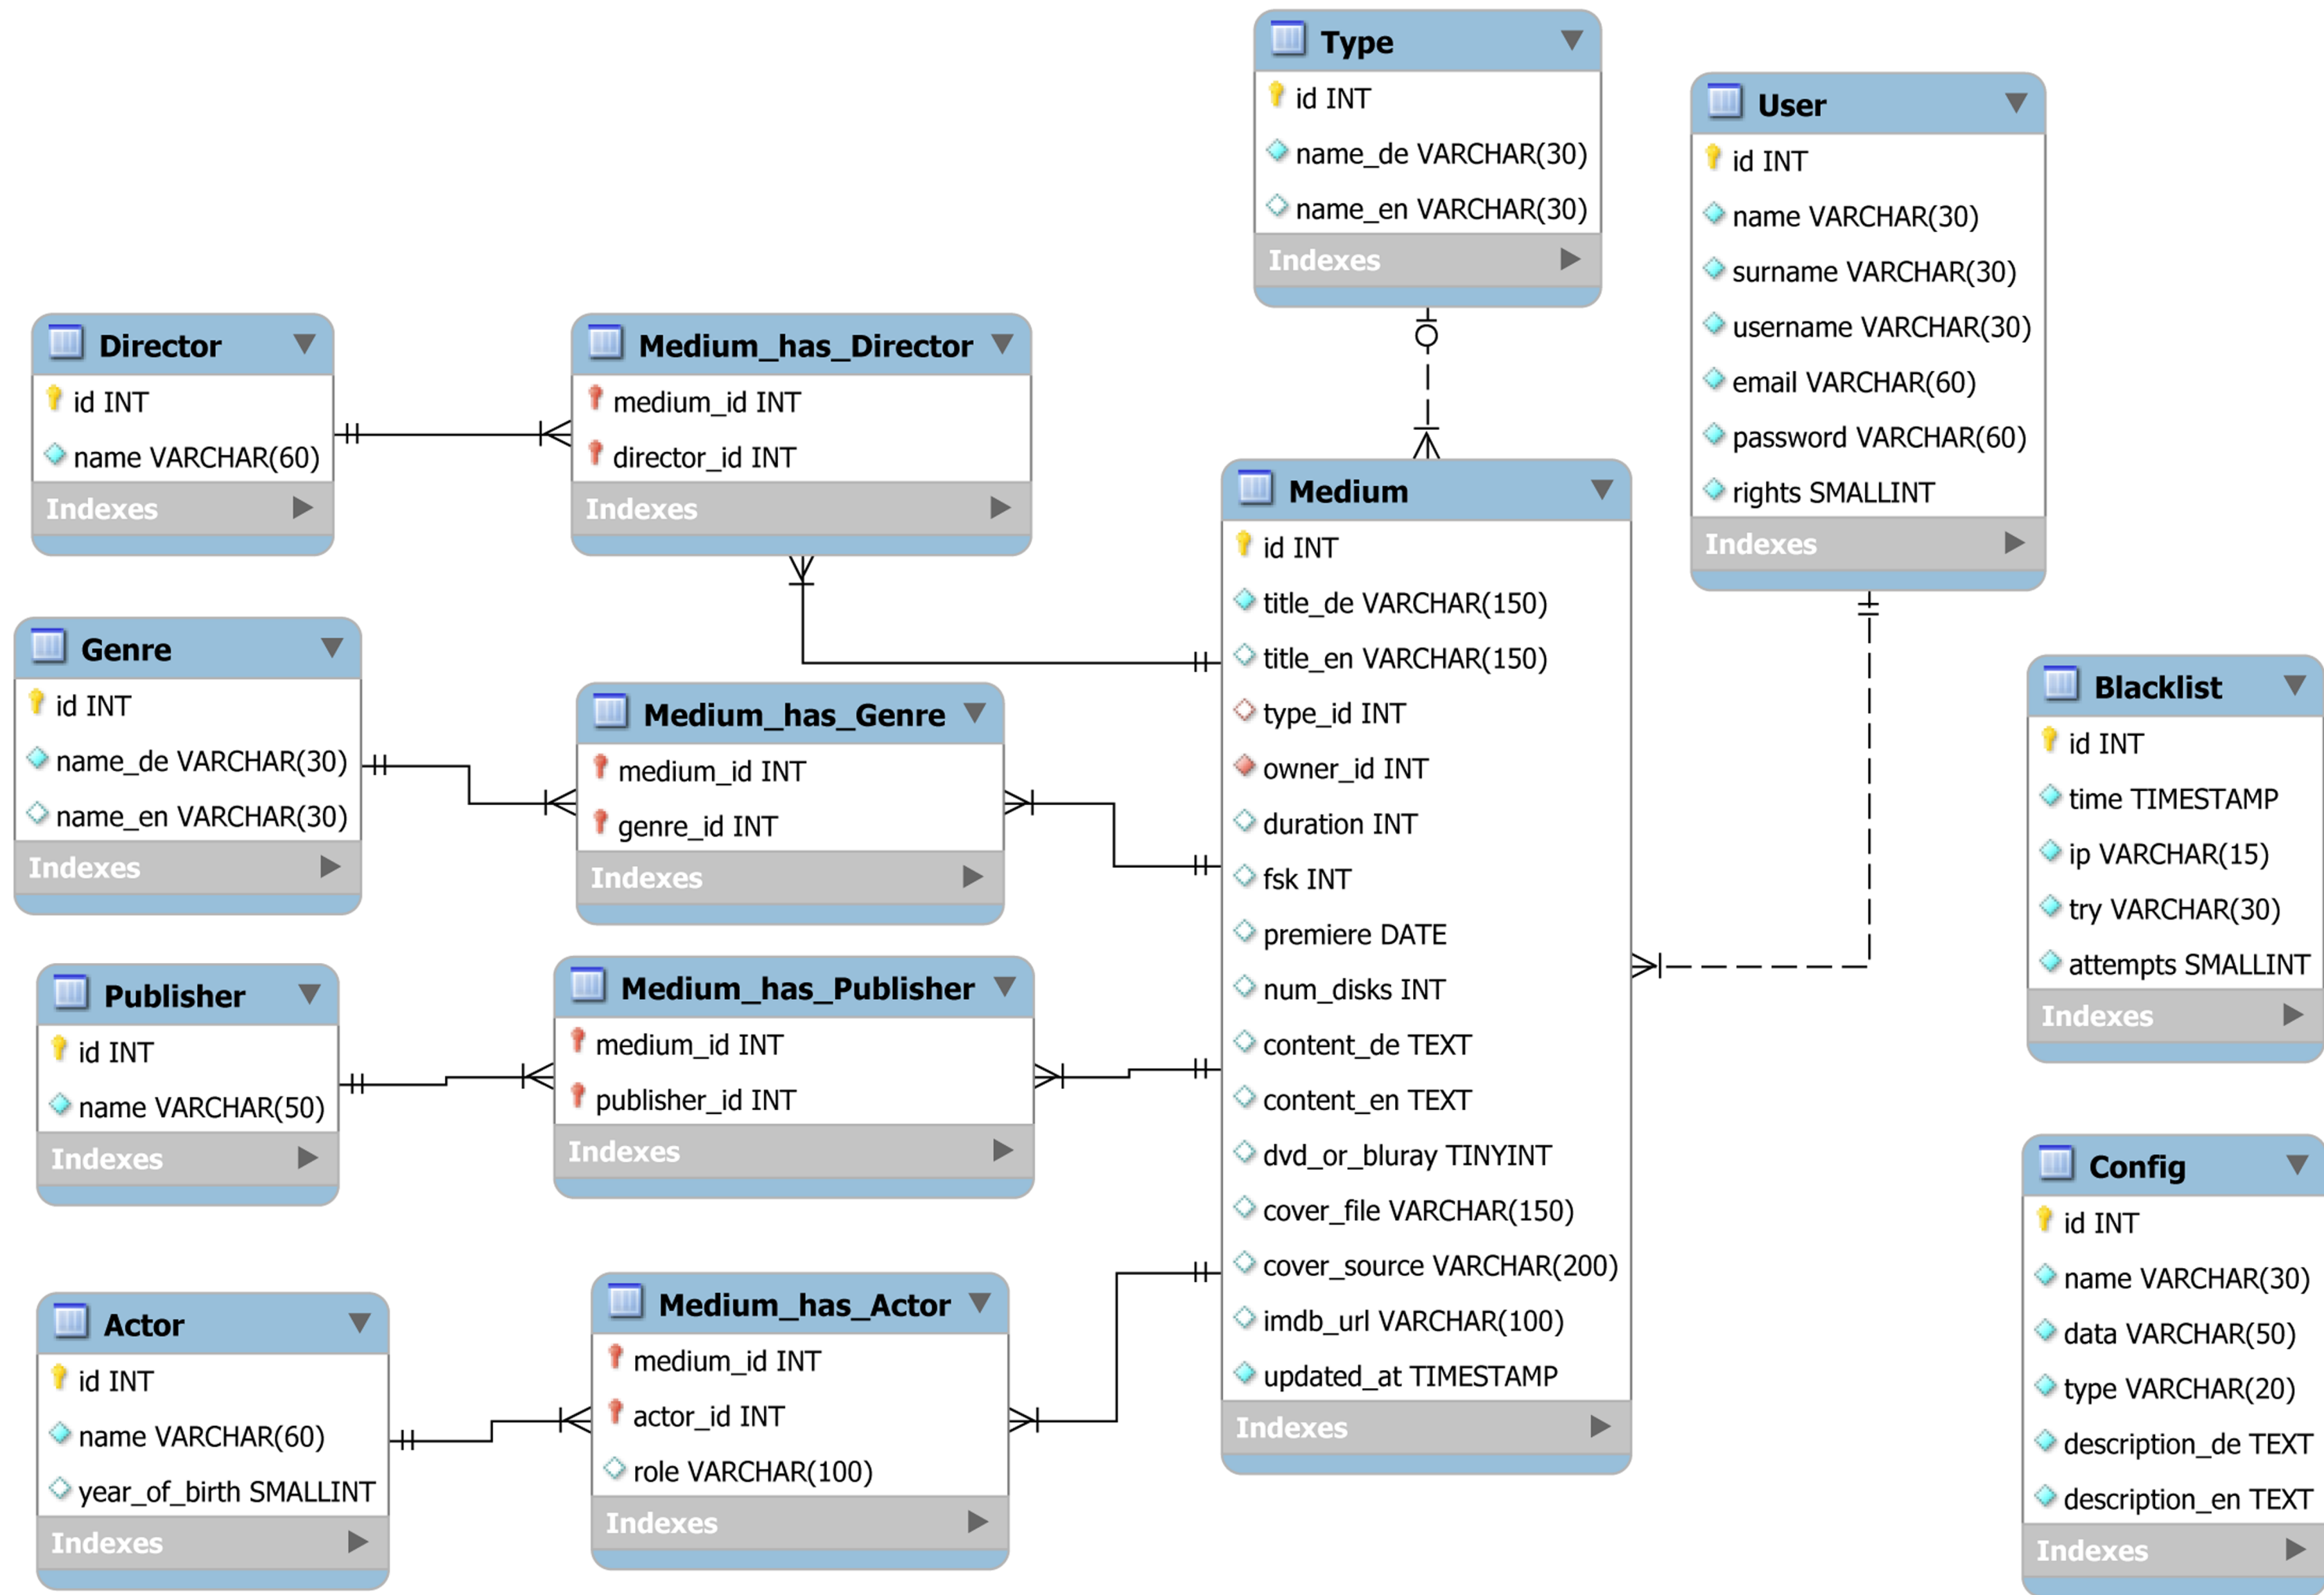 Type
id INT
name_de VARCHAR(30)
name_en VARCHAR(30)
Indexes
User
id INT
name VARCHAR(30)
surname VARCHAR(30)
username VARCHAR(30)
email VARCHAR(60)
password VARCHAR(60)
rights SMALLINT
Indexes
Director
id INT
name VARCHAR(60)
Indexes
Medium_has_Director
medium_id INT
director_id INT
Indexes
Medium
id INT
title_de VARCHAR(150)
title_en VARCHAR(150)
type_id INT
owner_id INT
duration INT
fsk INT
premiere DATE
num_disks INT
content_de TEXT
content_en TEXT
dvd_or_bluray TINYINT
cover_file VARCHAR(150)
cover_source VARCHAR(200)
imdb_url VARCHAR(100)
updated_at TIMESTAMP
Indexes
Genre
id INT
name_de VARCHAR(30)
name_en VARCHAR(30)
Indexes
Medium_has_Genre
medium_id INT
genre_id INT
Indexes
Blacklist
id INT
time TIMESTAMP
ip VARCHAR(15)
try VARCHAR(30)
attempts SMALLINT
Indexes
Publisher
id INT
name VARCHAR(50)
Indexes
Medium_has_Publisher
medium_id INT
publisher_id INT
Indexes
Config
id INT
name VARCHAR(30)
data VARCHAR(50)
type VARCHAR(20)
description_de TEXT
description_en TEXT
Indexes
Actor
id INT
name VARCHAR(60)
year_of_birth SMALLINT
Indexes
Medium_has_Actor
medium_id INT
actor_id INT
role VARCHAR(100)
Indexes